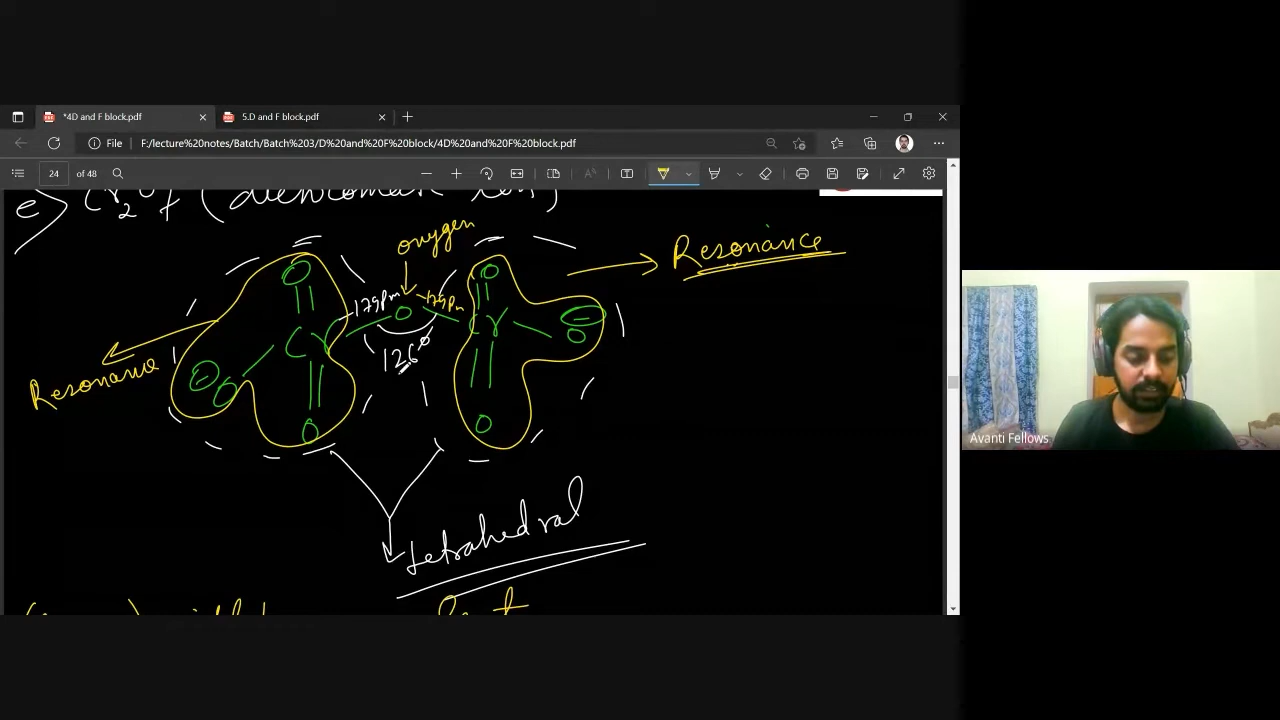 *4D and F block.pdf
5.D and F block.pdf
File F:/lecture%20notes/Batch/Batch%203/D%20and%20F%20block/4D%20and%20F%20block.pdf
24 of 48
e) Cr2O7
oxygen
Resonance
O
O
179pm O 179pm
Cr Cr O
126°
Resonance
O
O O
Avanti Fellows
tetrahedral